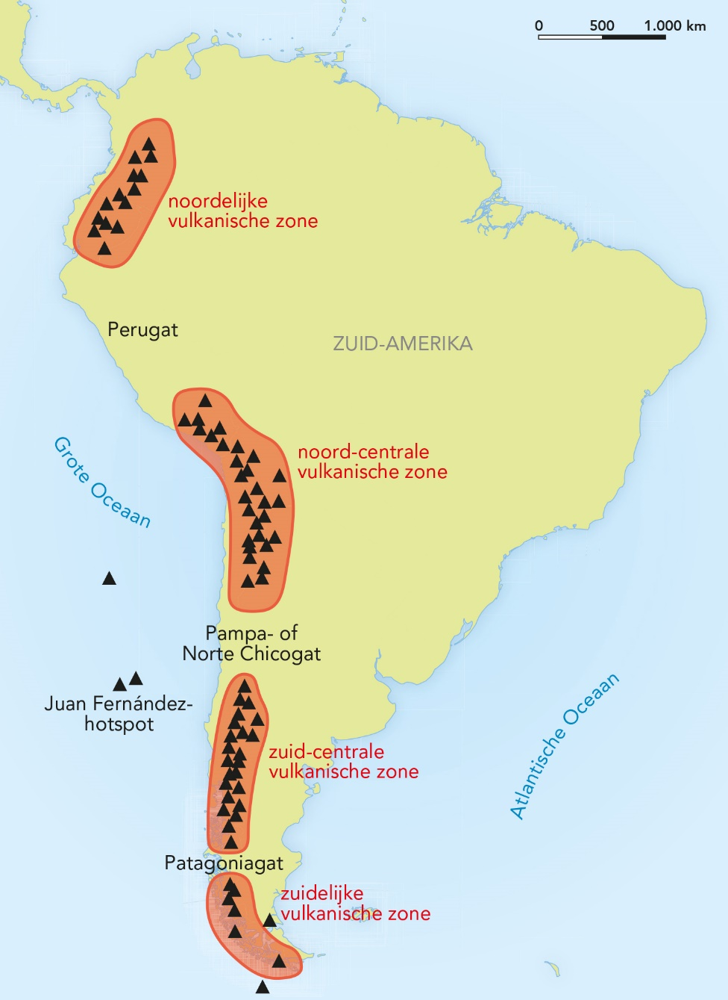 0 500 1.000 km
noordelijke
vulkanische zone
Perugat
ZUID-AMERIKA
Grote Oceaan
noord-centrale
vulkanische zone
Pampa- of
Norte Chicogat
Juan Fernández-
hotspot
Atlantische Oceaan
zuid-centrale
vulkanische zone
Patagoniagat
zuidelijke
vulkanische zone